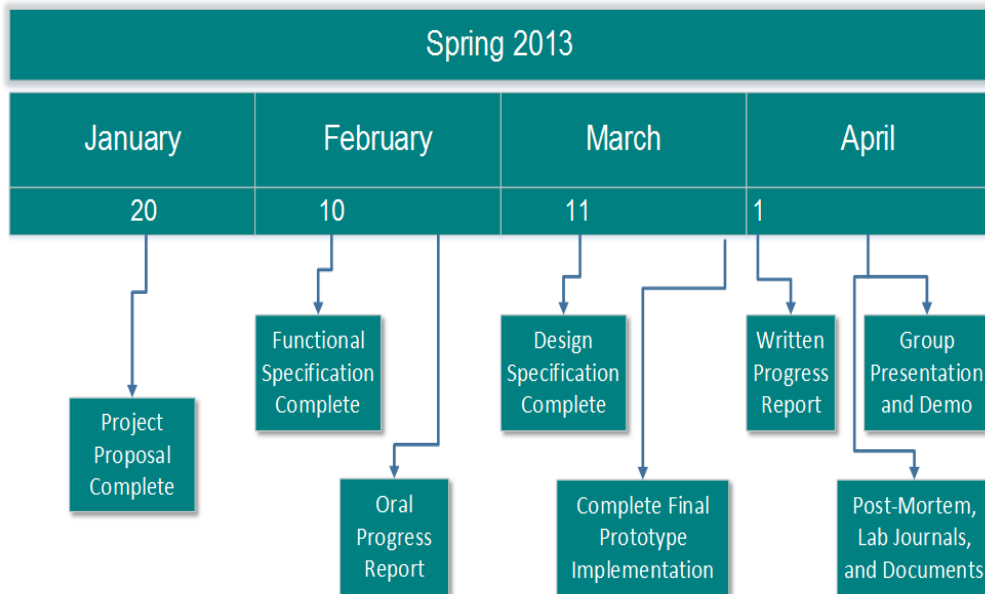 Spring 2013
January
February
March
April
20
10
11
1
Functional
Specification
Complete
Design
Specification
Complete
Written
Progress
Report
Group
Presentation
and Demo
Project
Proposal
Complete
Oral
Progress
Report
Complete Final
Prototype
Implementation
Post-Mortem,
Lab Journals,
and Documents